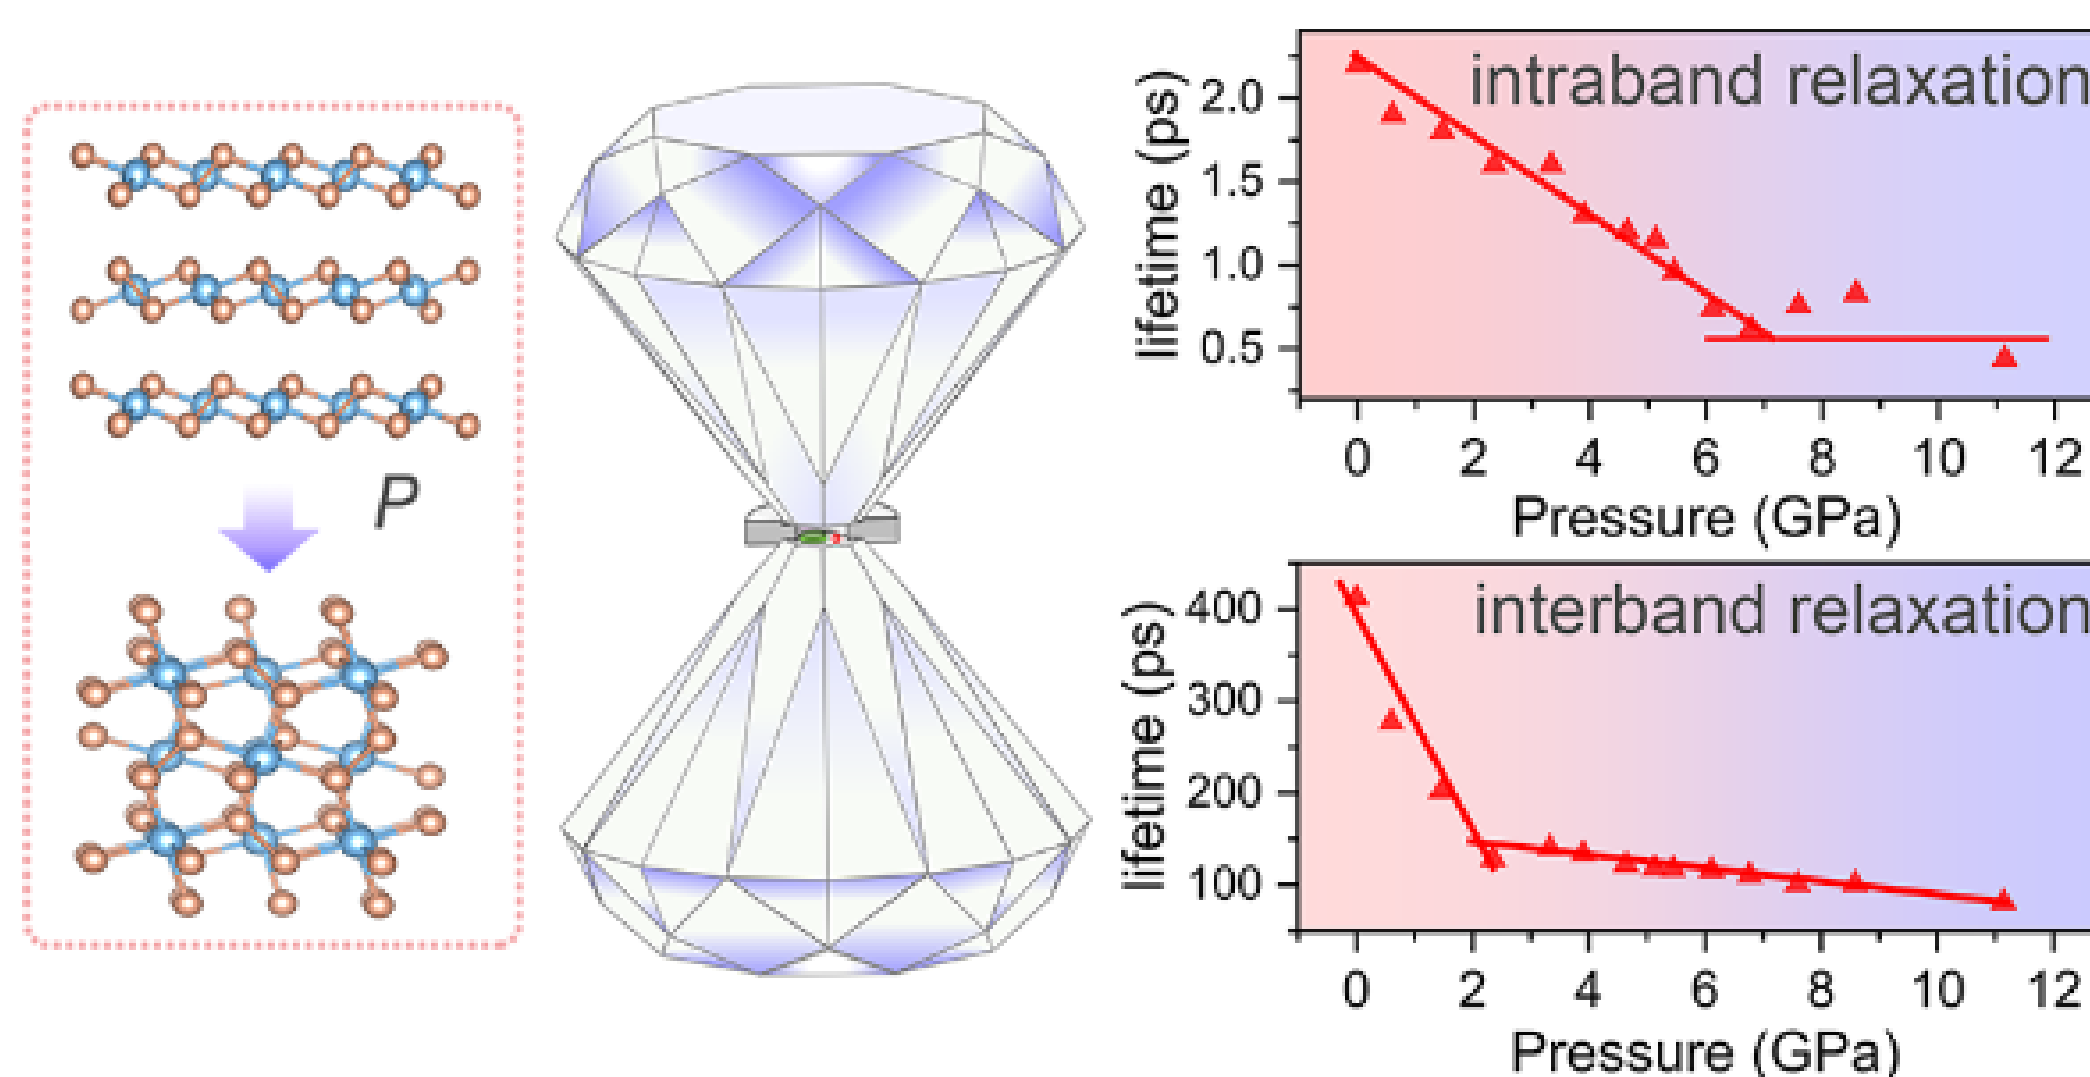 P
intraband relaxation
lifetime (ps)
2.0
1.5
1.0
0.5
0 2 4 6 8 10 12
Pressure (GPa)
interband relaxation
lifetime (ps)
400
300
200
100
0 2 4 6 8 10 12
Pressure (GPa)